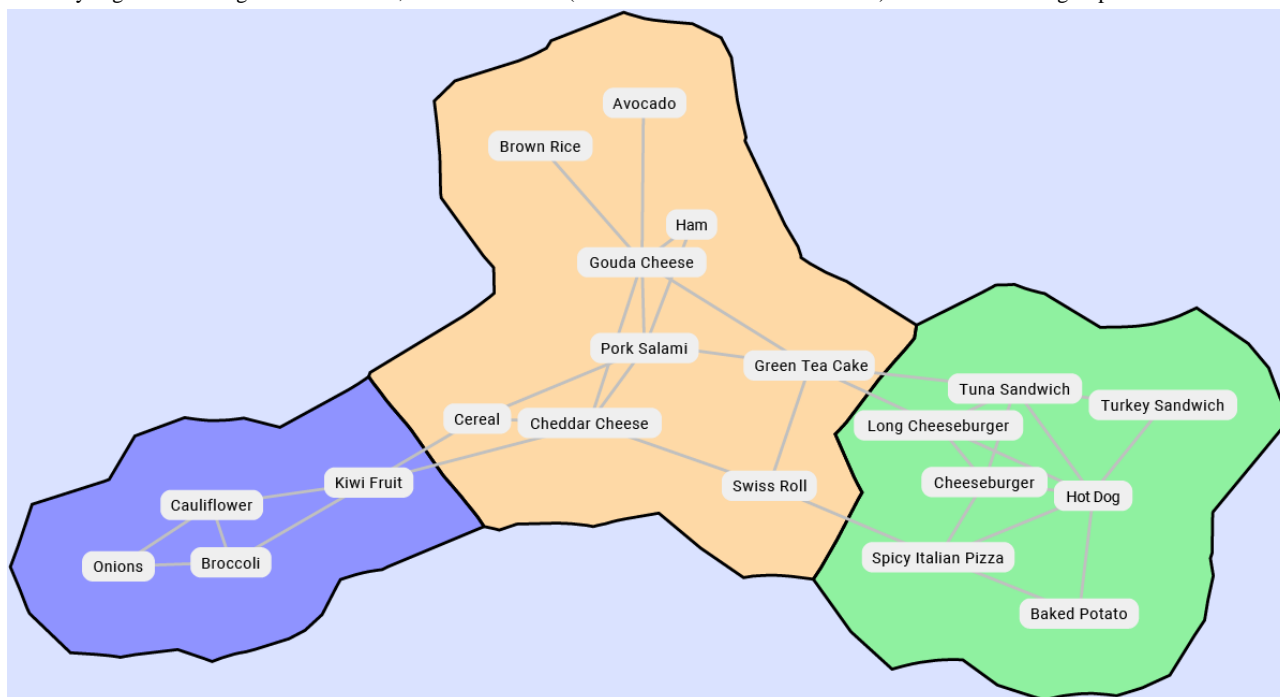 Avocado
Brown Rice
Ham
Gouda Cheese
Pork Salami
Green Tea Cake
Tuna Sandwich
Turkey Sandwich
Cereal
Cheddar Cheese
Long Cheeseburger
Kiwi Fruit
Swiss Roll
Cheeseburger
Hot Dog
Cauliflower
Onions
Broccoli
Spicy Italian Pizza
Baked Potato